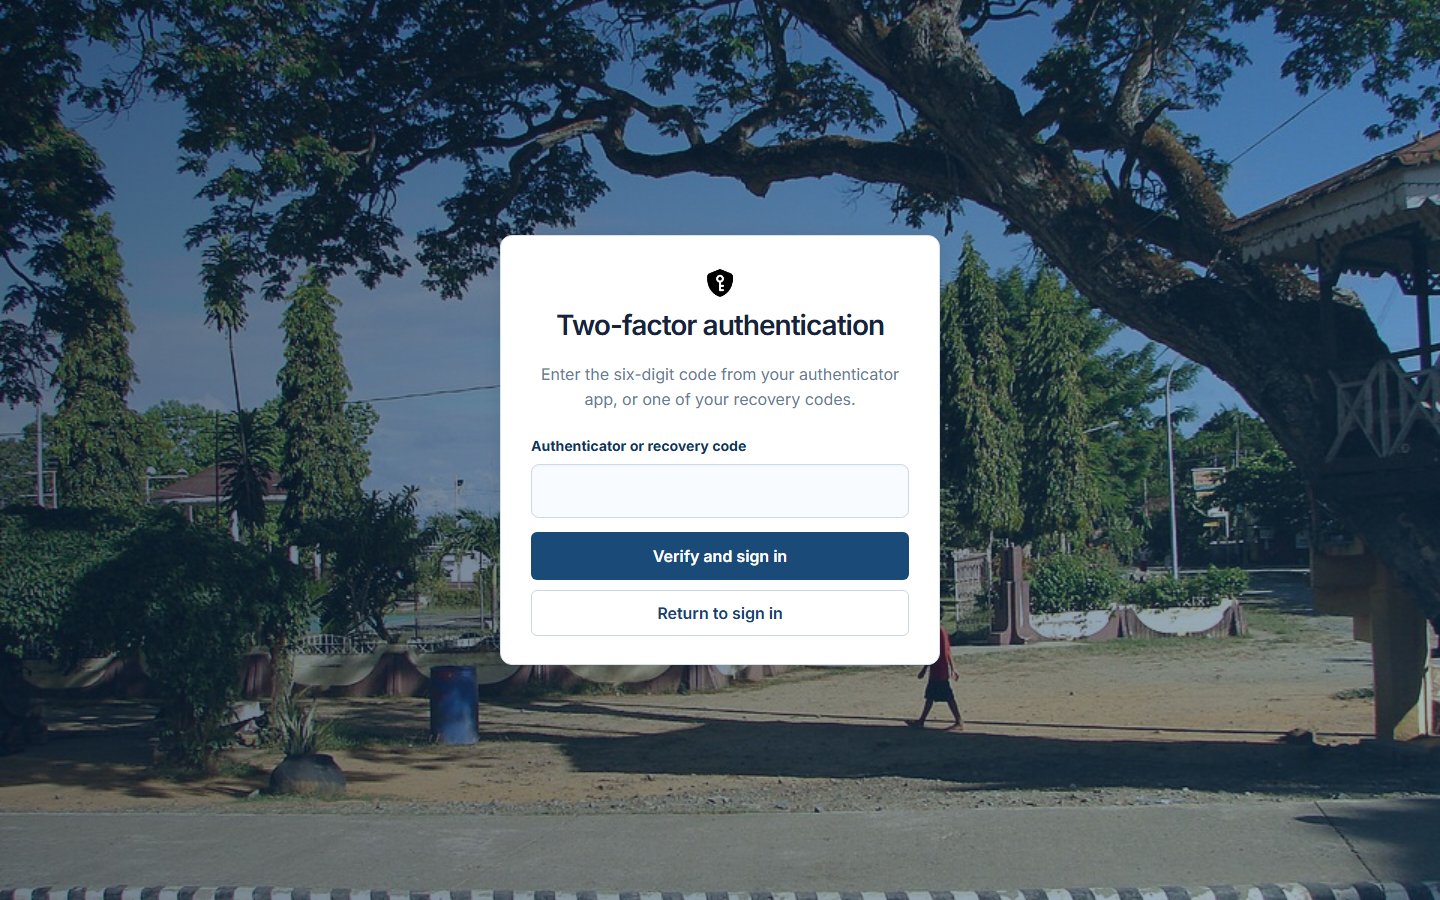 Two-factor authentication
Enter the six-digit code from your authenticator
app, or one of your recovery codes.
Authenticator or recovery code
Verify and sign in
Return to sign in